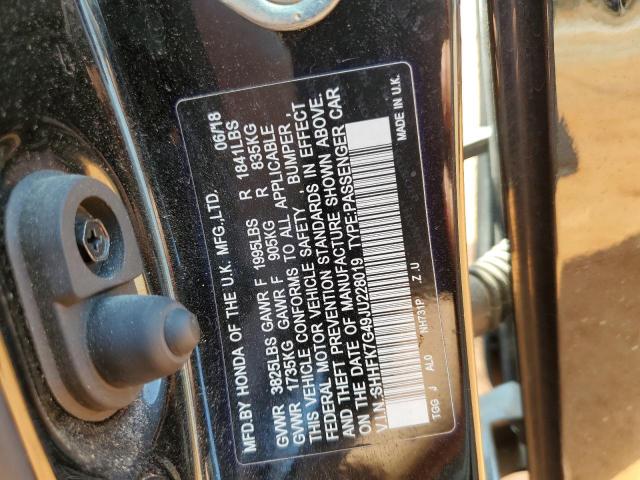 MFD.BY HONDA OF THE U.K. MFG.,LTD. 06/18
GVWR 3825LBS GAWR F 1995LBS R 1841LBS
GVWR 1735KG GAWR F 905KG R 835KG
THIS VEHICLE CONFORMS TO ALL APPLICABLE
FEDERAL MOTOR VEHICLE SAFETY , BUMPER ,
AND THEFT PREVENTION STANDARDS IN EFFECT
ON THE DATE OF MANUFACTURE SHOWN ABOVE.
V.I.N:SHHFK7G49JU228019 TYPE:PASSENGER CAR
MADE IN U.K.
TGG J AL0 NH731P Z .U